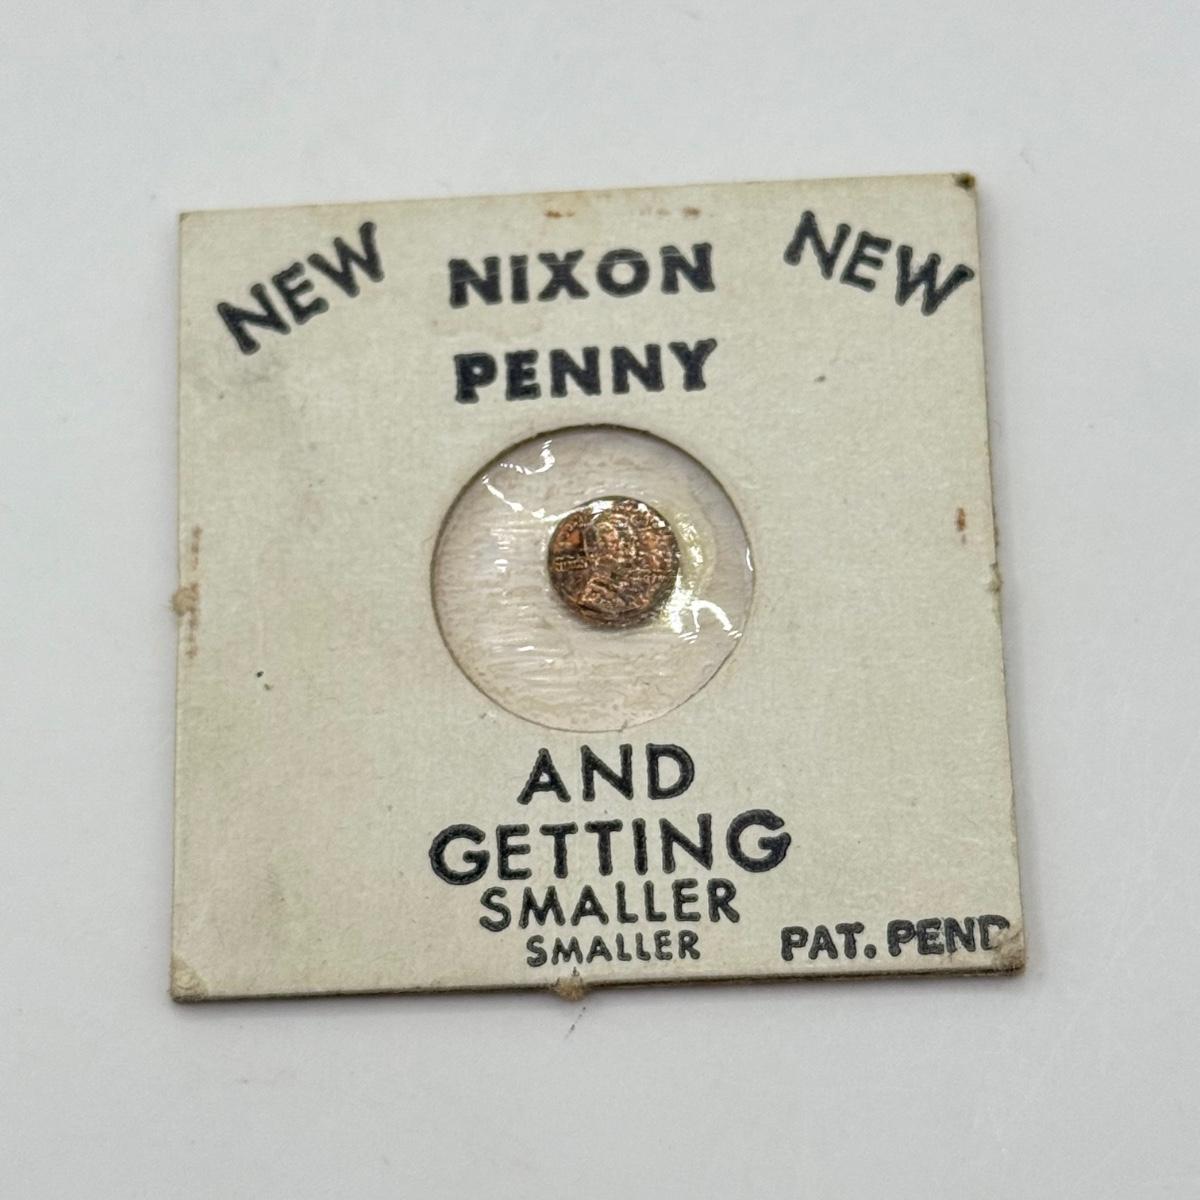 NEW NIXON NEW
PENNY
AND
GETTING
SMALLER
SMALLER
PAT. PEND